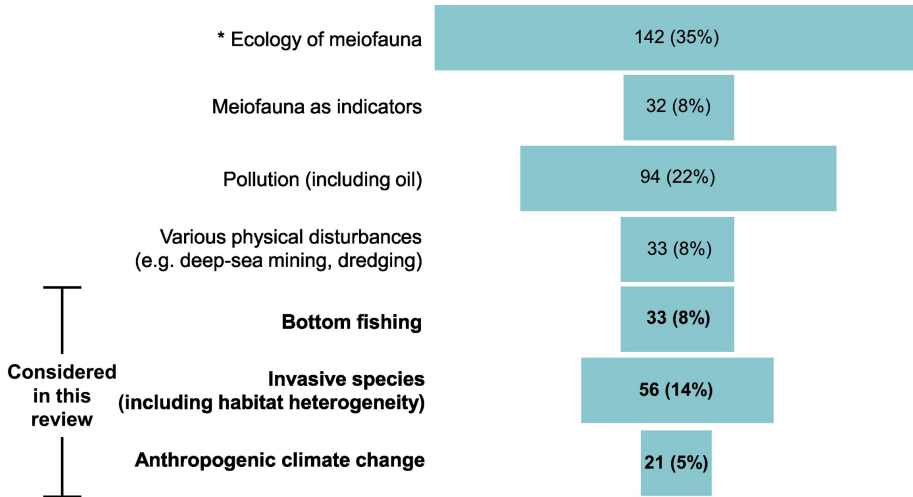 * Ecology of meiofauna
142 (35%)
Meiofauna as indicators
32 (8%)
Pollution (including oil)
94 (22%)
Various physical disturbances
(e.g. deep-sea mining, dredging)
33 (8%)
Bottom fishing
33 (8%)
Considered
in this
review
Invasive species
(including habitat heterogeneity)
56 (14%)
Anthropogenic climate change
21 (5%)